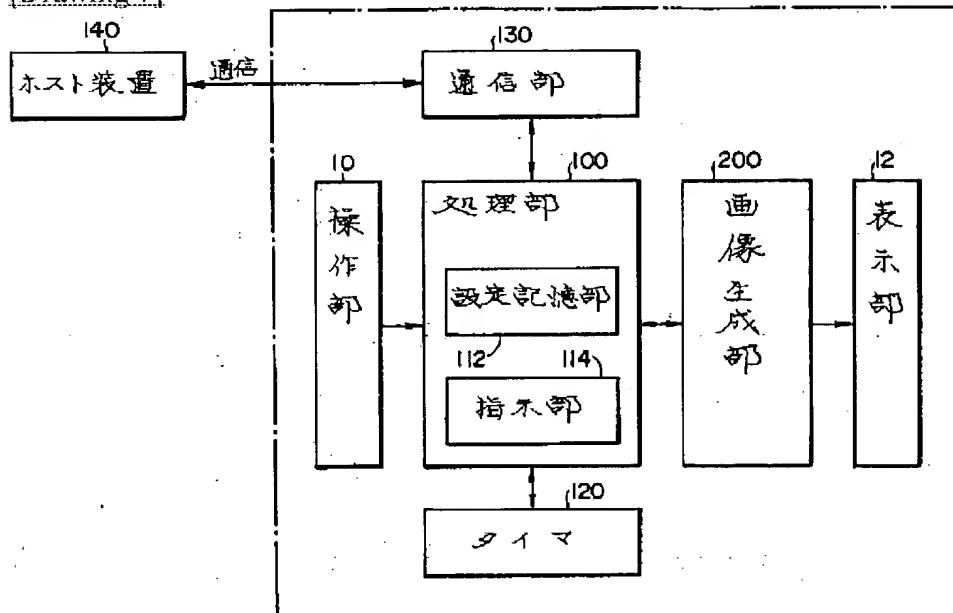 140
ホスト装置
通信
130
通信部
10
操作部
100
処理部
設定記憶部
112
114
指示部
200
画像生成部
12
表示部
120
タイマ